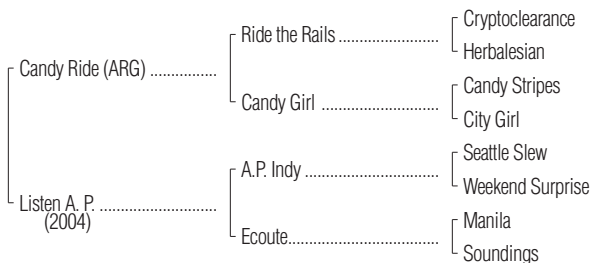 Cryptoclearance
Ride the Rails ........................
Herbalesian
Candy Ride (ARG) ................
Candy Stripes
Candy Girl ............................
City Girl
Seattle Slew
A.P. Indy ................................
Weekend Surprise
Listen A. P. ............................
(2004)
Manila
Ecoute....................................
Soundings